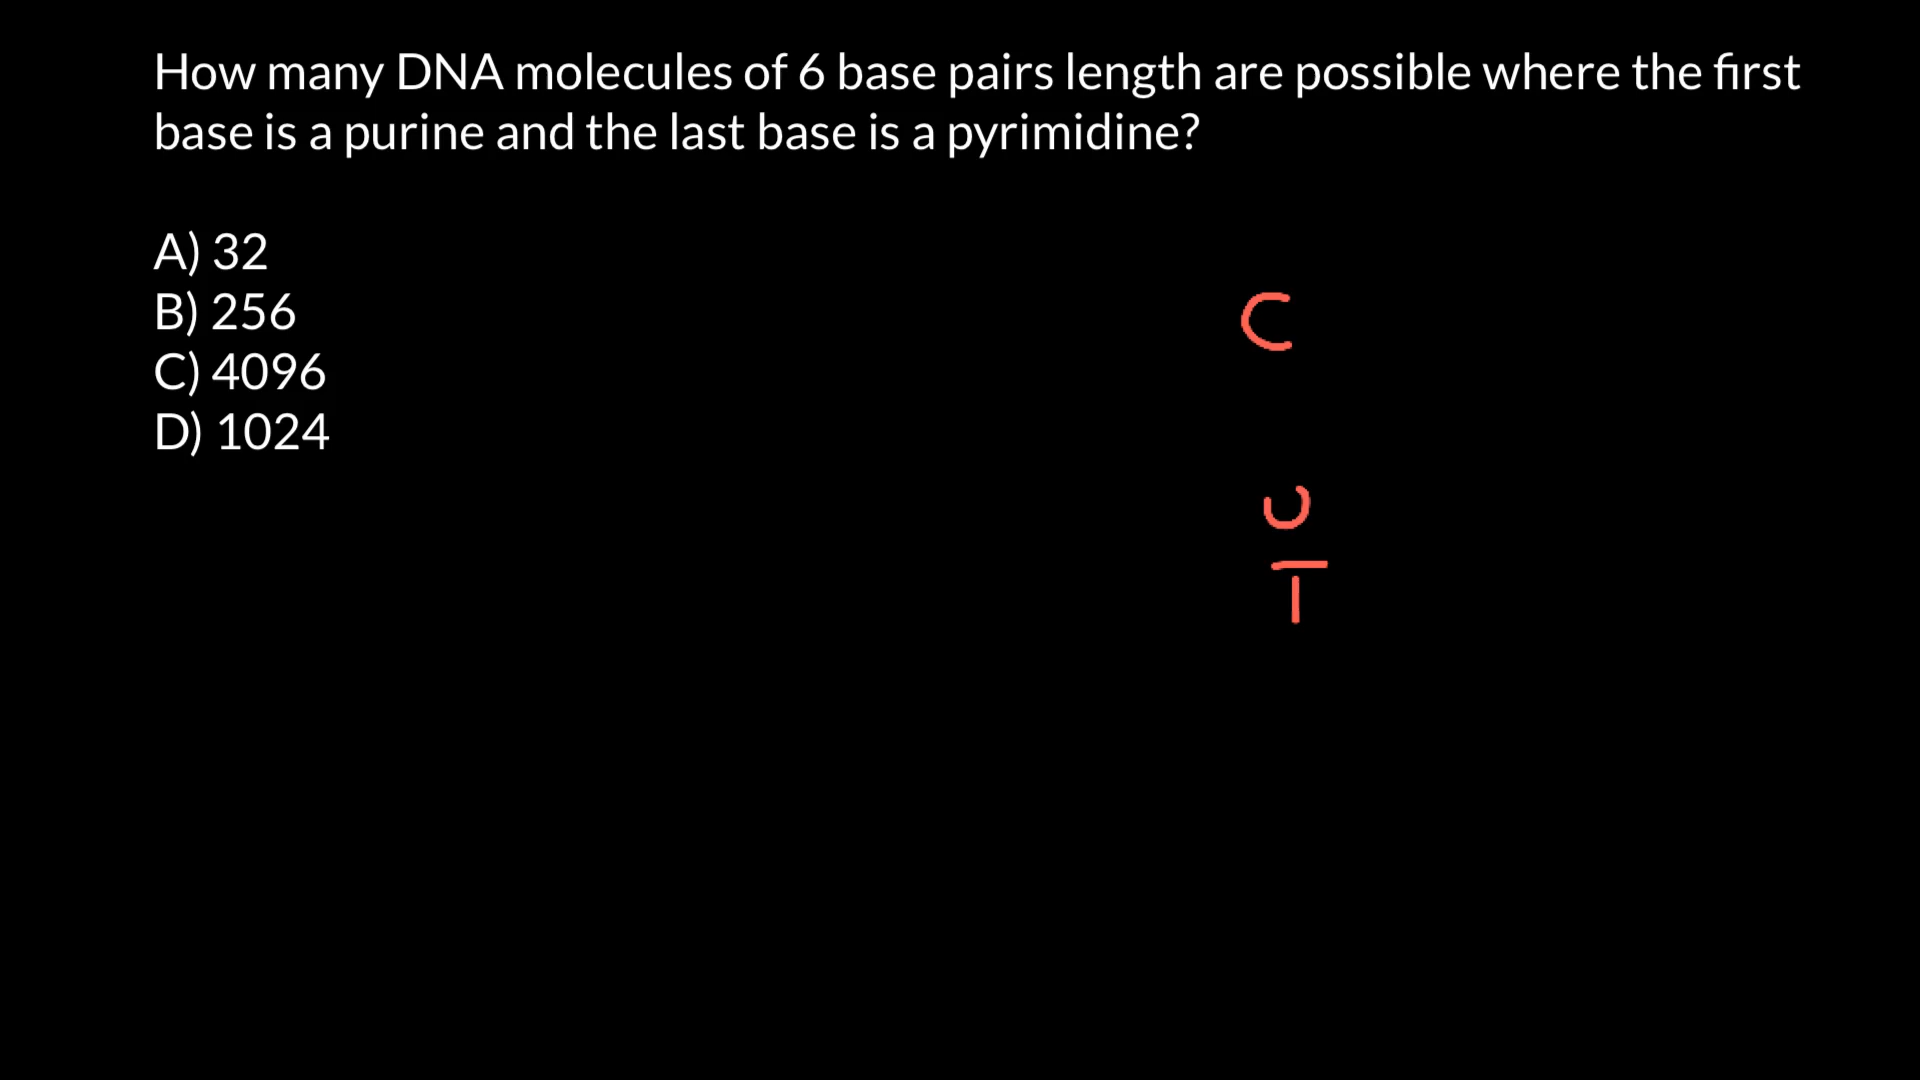 How many DNA molecules of 6 base pairs length are possible where the first
base is a purine and the last base is a pyrimidine?
A) 32
B) 256
C) 4096
D) 1024
C
U
T